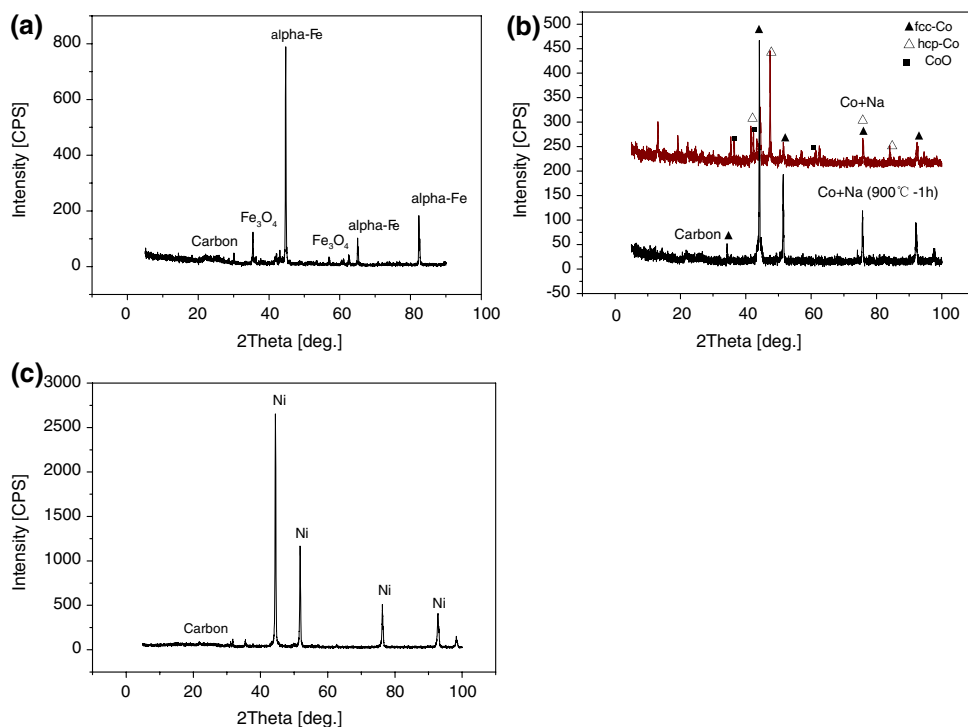 (a)
800
600
400
200
0
Intensity [CPS]
alpha-Fe
Fe3O4
Carbon
Fe3O4
alpha-Fe
alpha-Fe
0 20 40 60 80 100
2Theta [deg.]
(b)
500
450
400
350
300
250
200
150
100
50
0
-50
Intensity [CPS]
▲fcc-Co
△hcp-Co
■ CoO
Co+Na
Co+Na (900℃ -1h)
Carbon
0 20 40 60 80 100
2Theta [deg.]
(c)
3000
2500
2000
1500
1000
500
0
Intensity [CPS]
Ni
Ni
Ni
Ni
Carbon
0 20 40 60 80 100
2Theta [deg.]